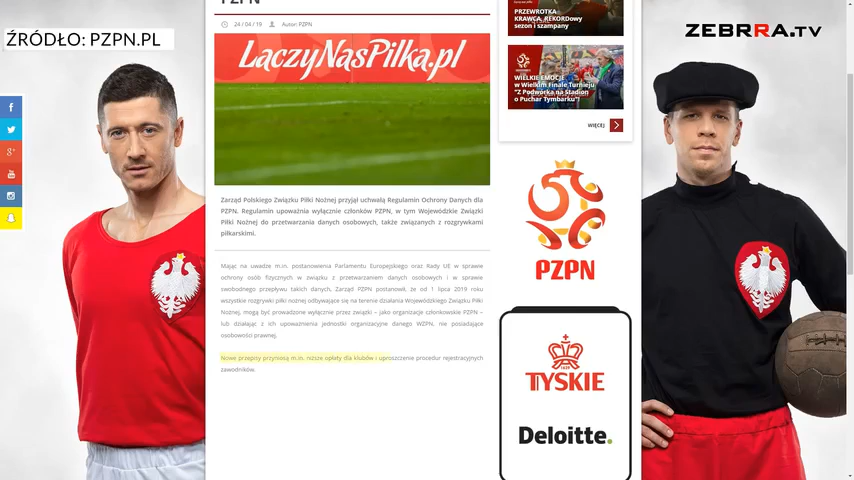 PZPN
ŹRÓDŁO: PZPN.PL
24 / 04 / 19 Autor: PZPN
ŁaczyNasPilka.pl
Zarząd Polskiego Związku Piłki Nożnej przyjął uchwałą Regulamin Ochrony Danych dla
PZPN. Regulamin upoważnia wyłącznie członków PZPN, w tym Wojewódzkie Związki
Piłki Nożnej do przetwarzania danych osobowych, także związanych z rozgrywkami
piłkarskimi.
Mając na uwadze m.in. postanowienia Parlamentu Europejskiego oraz Rady UE w sprawie
ochrony osób fizycznych w związku z przetwarzaniem danych osobowych i w sprawie
swobodnego przepływu takich danych, Zarząd PZPN postanowił, że od 1 lipca 2019 roku
wszystkie rozgrywki piłki nożnej odbywające się na terenie działania Wojewódzkiego Związku Piłki
Nożnej, mogą być prowadzone wyłącznie przez związki – jako organizacje członkowskie PZPN –
lub działające z ich upoważnienia jednostki organizacyjne danego WZPN, nie posiadające
osobowości prawnej.
Nowe przepisy przyniosą m.in. niższe opłaty dla klubów i uproszczenie procedur rejestracyjnych
zawodników.
PRZEWROTKA
KRAWCA, REKORDowy
sezon i szampany
WIELKIE EMOCJE
w Wielkim Finale Turnieju
"Z Podwórka na Stadion
o Puchar Tymbarku"!
WIĘCEJ
PZPN
TYSKIE
Deloitte.
ZEBRRA.TV